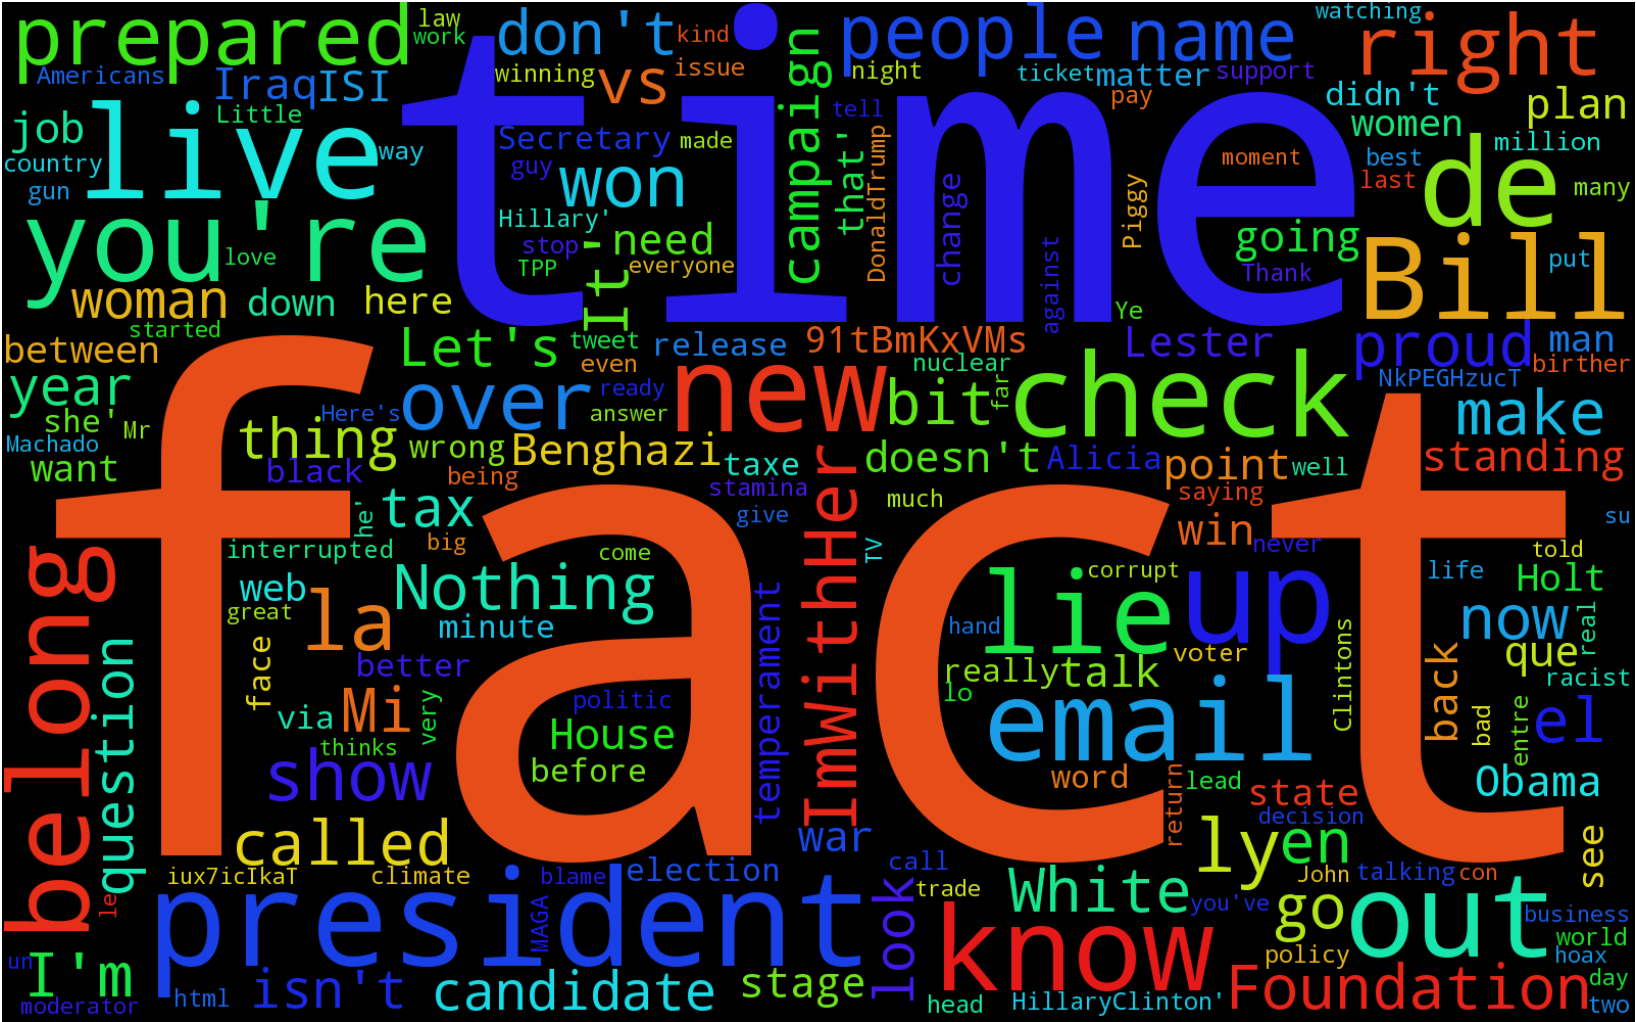 prepared
law
work
don't
kind
people
name
watching
right
Americans
Iraq
ISI
winning
vs
issue
campaign
night
ticket
matter
support
time
live
Little
job
country
way
gun
Secretary
made
guy
won
tell
that'
DonaldTrump
pay
moment
didn't
plan
women
million
best
last
de
many
you're
love
Hillary'
stop
need
TPP
everyone
It'
change
against
Piggy
going
Thank
Ye
Bill
put
woman
down
here
started
between
Let's
tweet
release
91tBmKxVMs
Lester
proud
man
birther
year
even
nuclear
NkPEGHzucT
over
ready
new
bit
far
check
make
she'
Mr
Here's
answer
Machado
thing
wrong
Benghazi
taxe
doesn't
Alicia
point
well
standing
want
black
being
stamina
much
saying
fact
he'
tax
give
win
never
su
belong
interrupted
big
come
TV
told
web
Nothing
ImWithHer
lie
corrupt
up
life
Holt
great
la
minute
temperament
hand
voter
Clintons
now
real
question
face
better
really
talk
que
racist
via
Mi
very
politic
lo
email
back
bad
entre
el
thinks
House
show
before
word
return
lead
state
Obama
decision
called
war
ly
en
see
iux7icIkaT
climate
blame
election
call
John
talking
con
le
president
MAGA
look
trade
White
you've
go
out
business
know
policy
world
hoax
un
I'm
isn't
candidate
stage
Foundation
day
moderator
html
head
HillaryClinton'
two